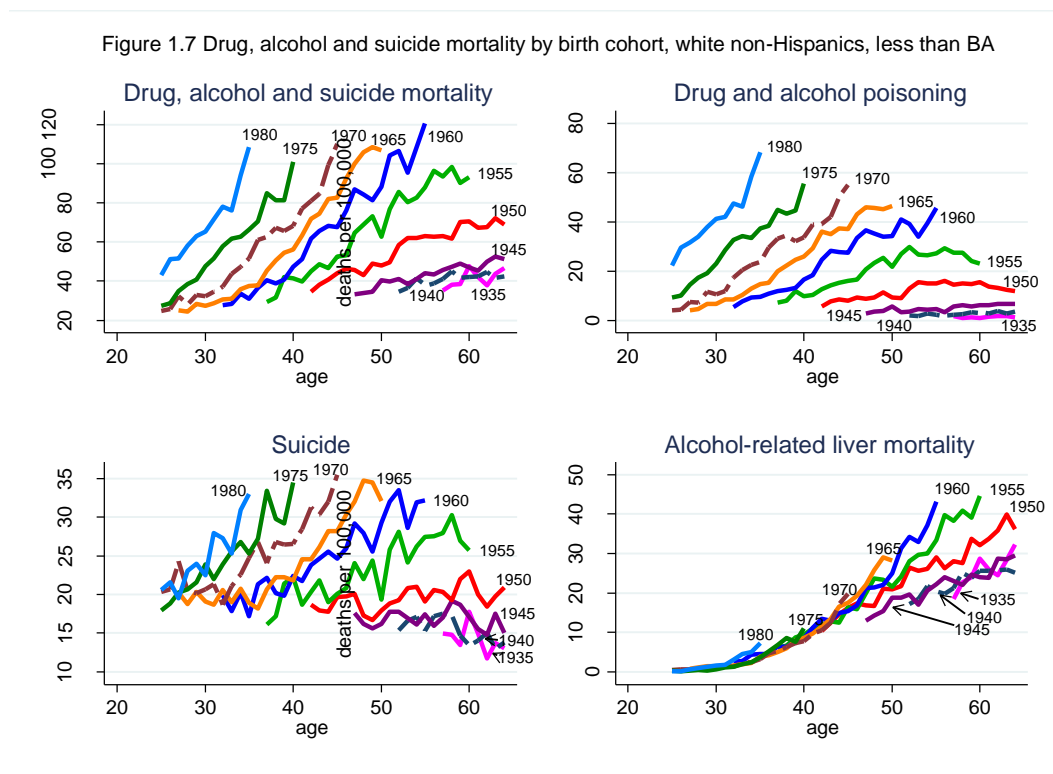 Figure 1.7 Drug, alcohol and suicide mortality by birth cohort, white non-Hispanics, less than BA
Drug, alcohol and suicide mortality
deaths per 100,000
20 40 60 80 100 120
1980
1975
1970
1965
1960
1955
1950
1945
1940
1935
20 30 40 50 60
age
Drug and alcohol poisoning
0 20 40 60 80
1980
1975
1970
1965
1960
1955
1950
1945
1940
1935
20 30 40 50 60
age
Suicide
deaths per 100,000
10 15 20 25 30 35
1980
1975
1970
1965
1960
1955
1950
1945
1940
1935
20 30 40 50 60
age
Alcohol-related liver mortality
0 10 20 30 40 50
1960
1955
1950
1965
1970
1975
1980
1935
1940
1945
20 30 40 50 60
age